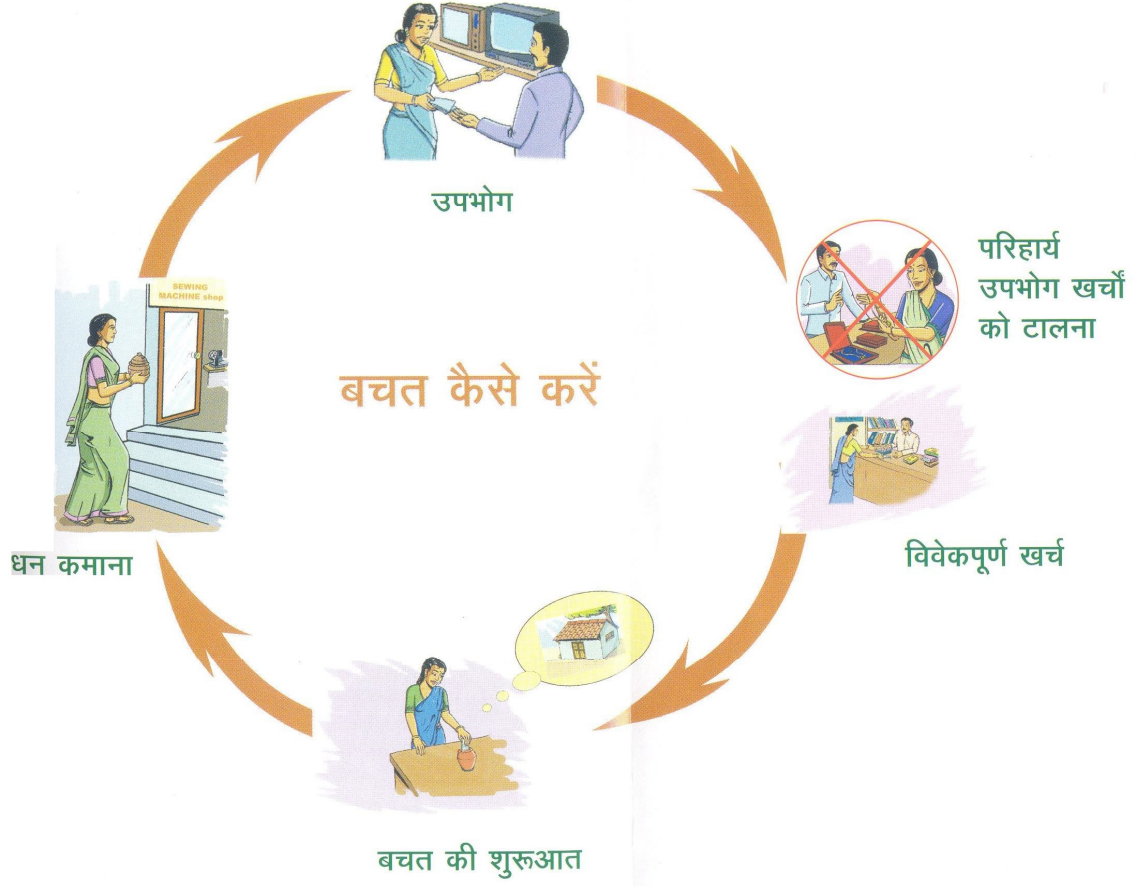 उपभोग
परिहार्य
उपभोग खर्चों
को टालना
SEWING
MACHINE shop
बचत कैसे करें
विवेकपूर्ण खर्च
धन कमाना
बचत की शुरूआत